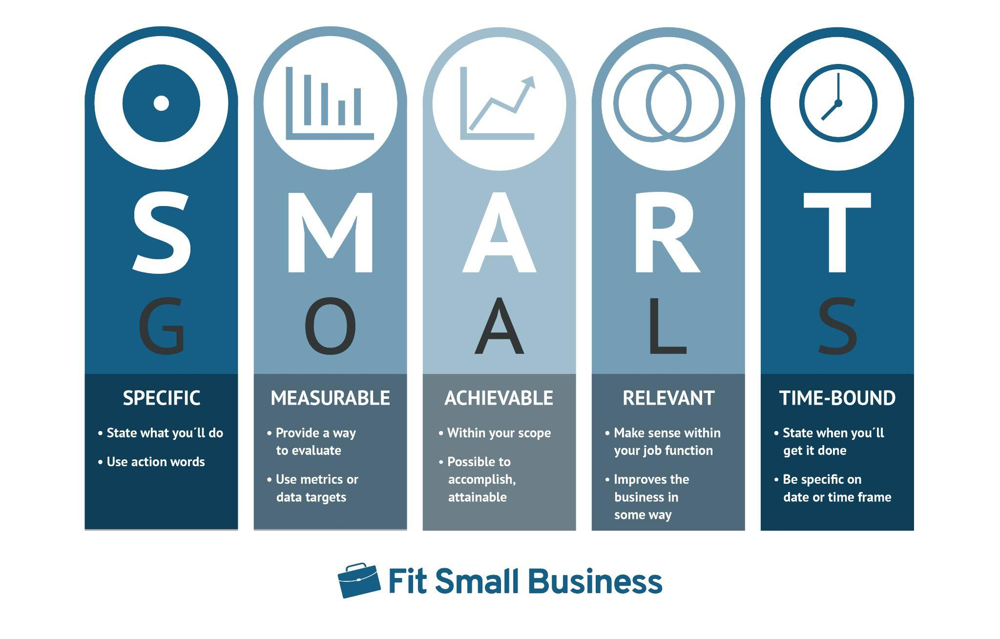 S M A R T
G O A L S
SPECIFIC
• State what you´ll do
• Use action words
MEASURABLE
• Provide a way
to evaluate
• Use metrics or
data targets
ACHIEVABLE
• Within your scope
• Possible to
accomplish,
attainable
RELEVANT
• Make sense within
your job function
• Improves the
business in
some way
TIME-BOUND
• State when you´ll
get it done
• Be specific on
date or time frame
Fit Small Business